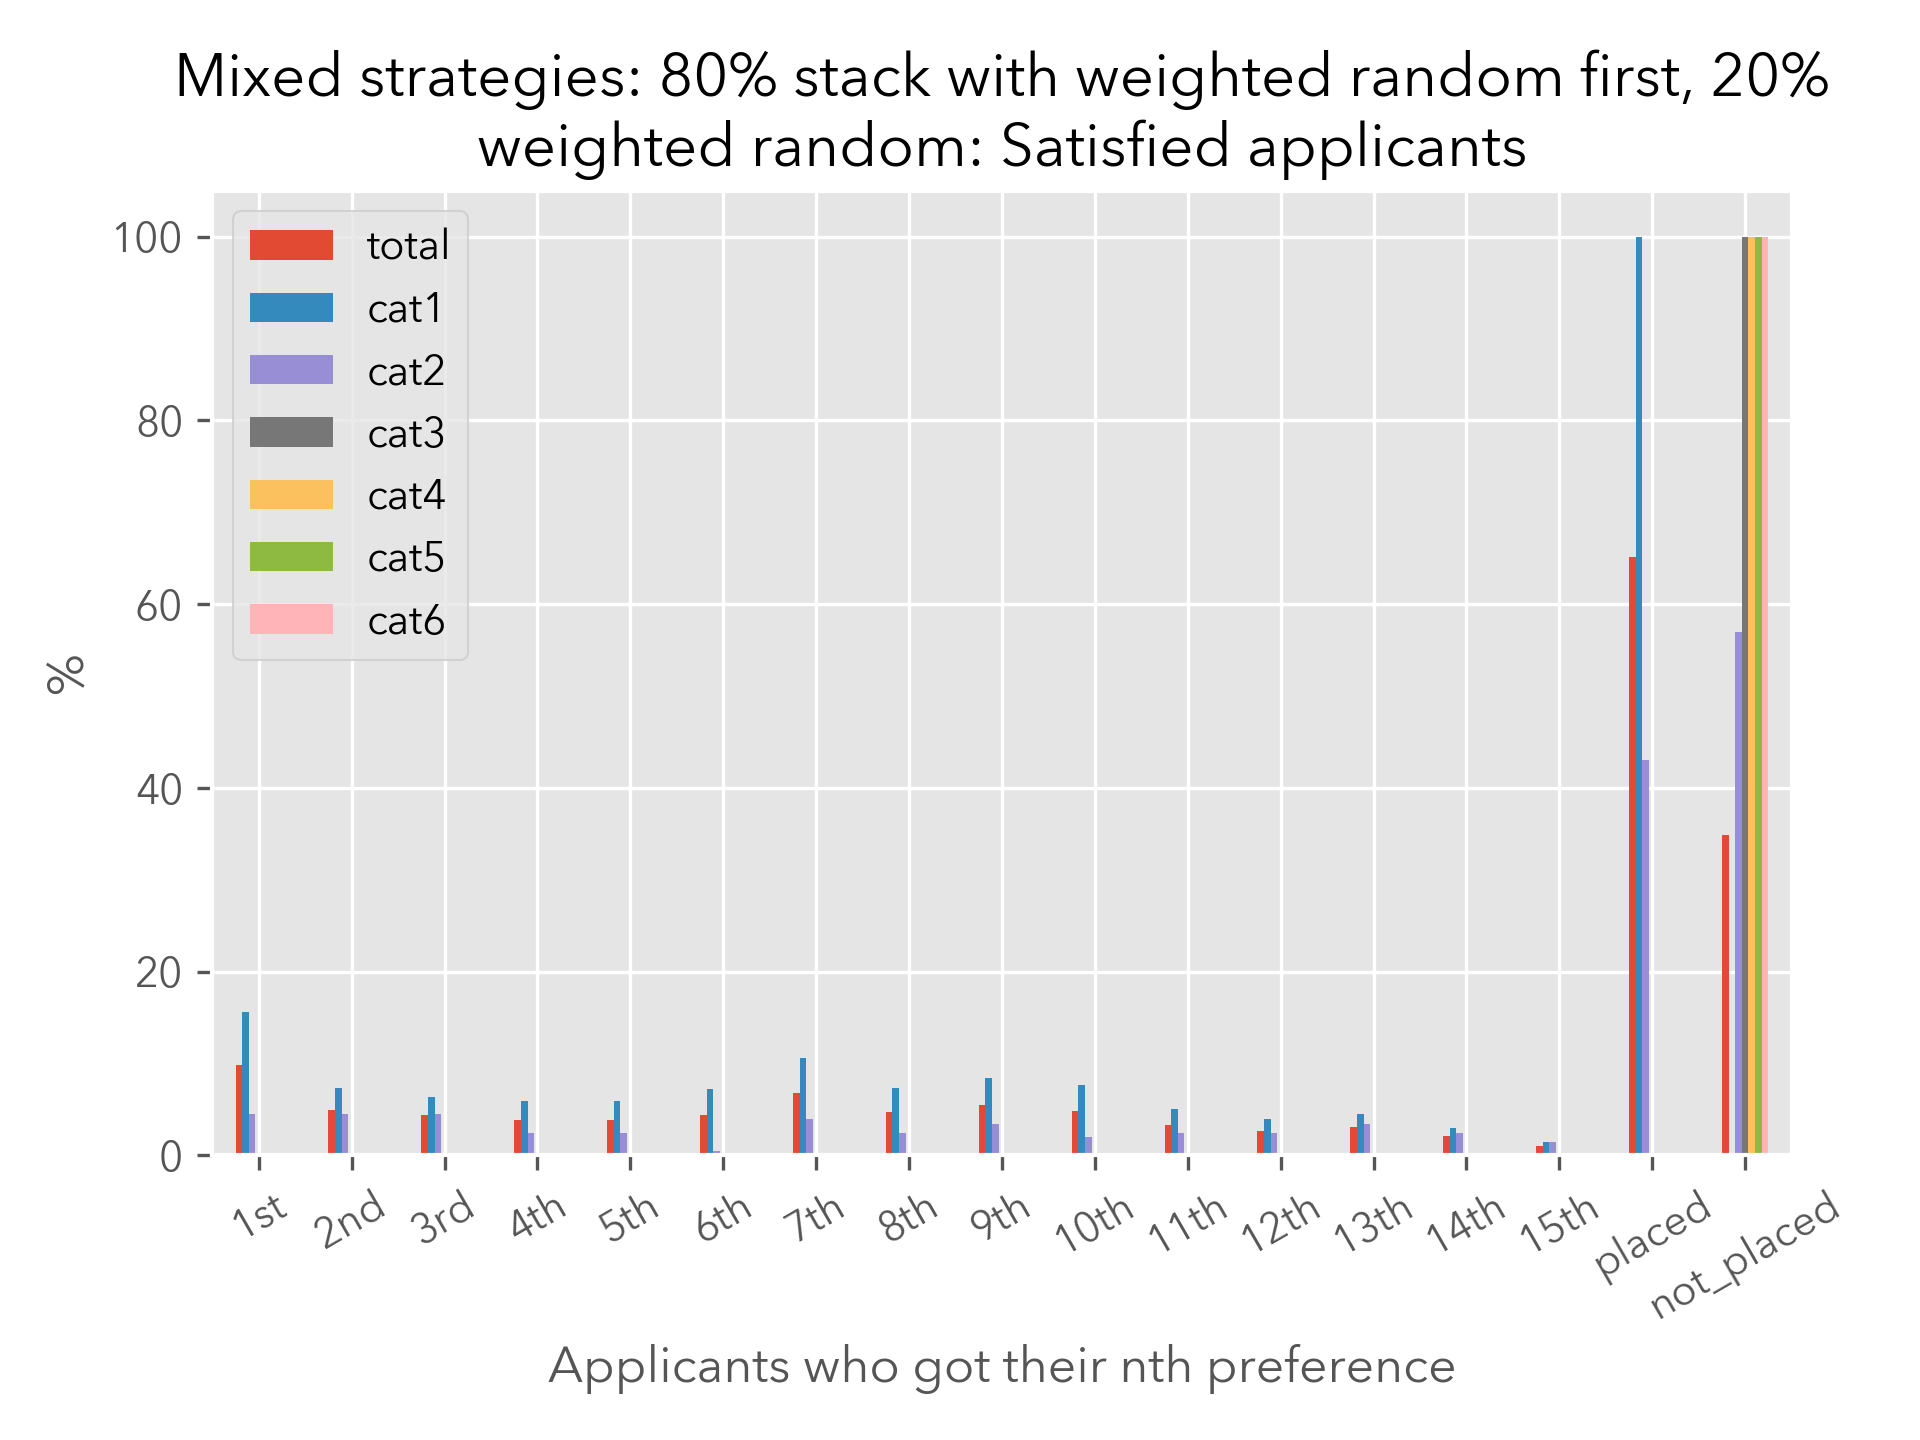 Mixed strategies: 80% stack with weighted random first, 20%
weighted random: Satisfied applicants
total
cat1
cat2
cat3
cat4
cat5
cat6
100
80
60
40
20
0
%
1st
2nd
3rd
4th
5th
6th
7th
8th
9th
10th
11th
12th
13th
14th
15th
placed
not_placed
Applicants who got their nth preference